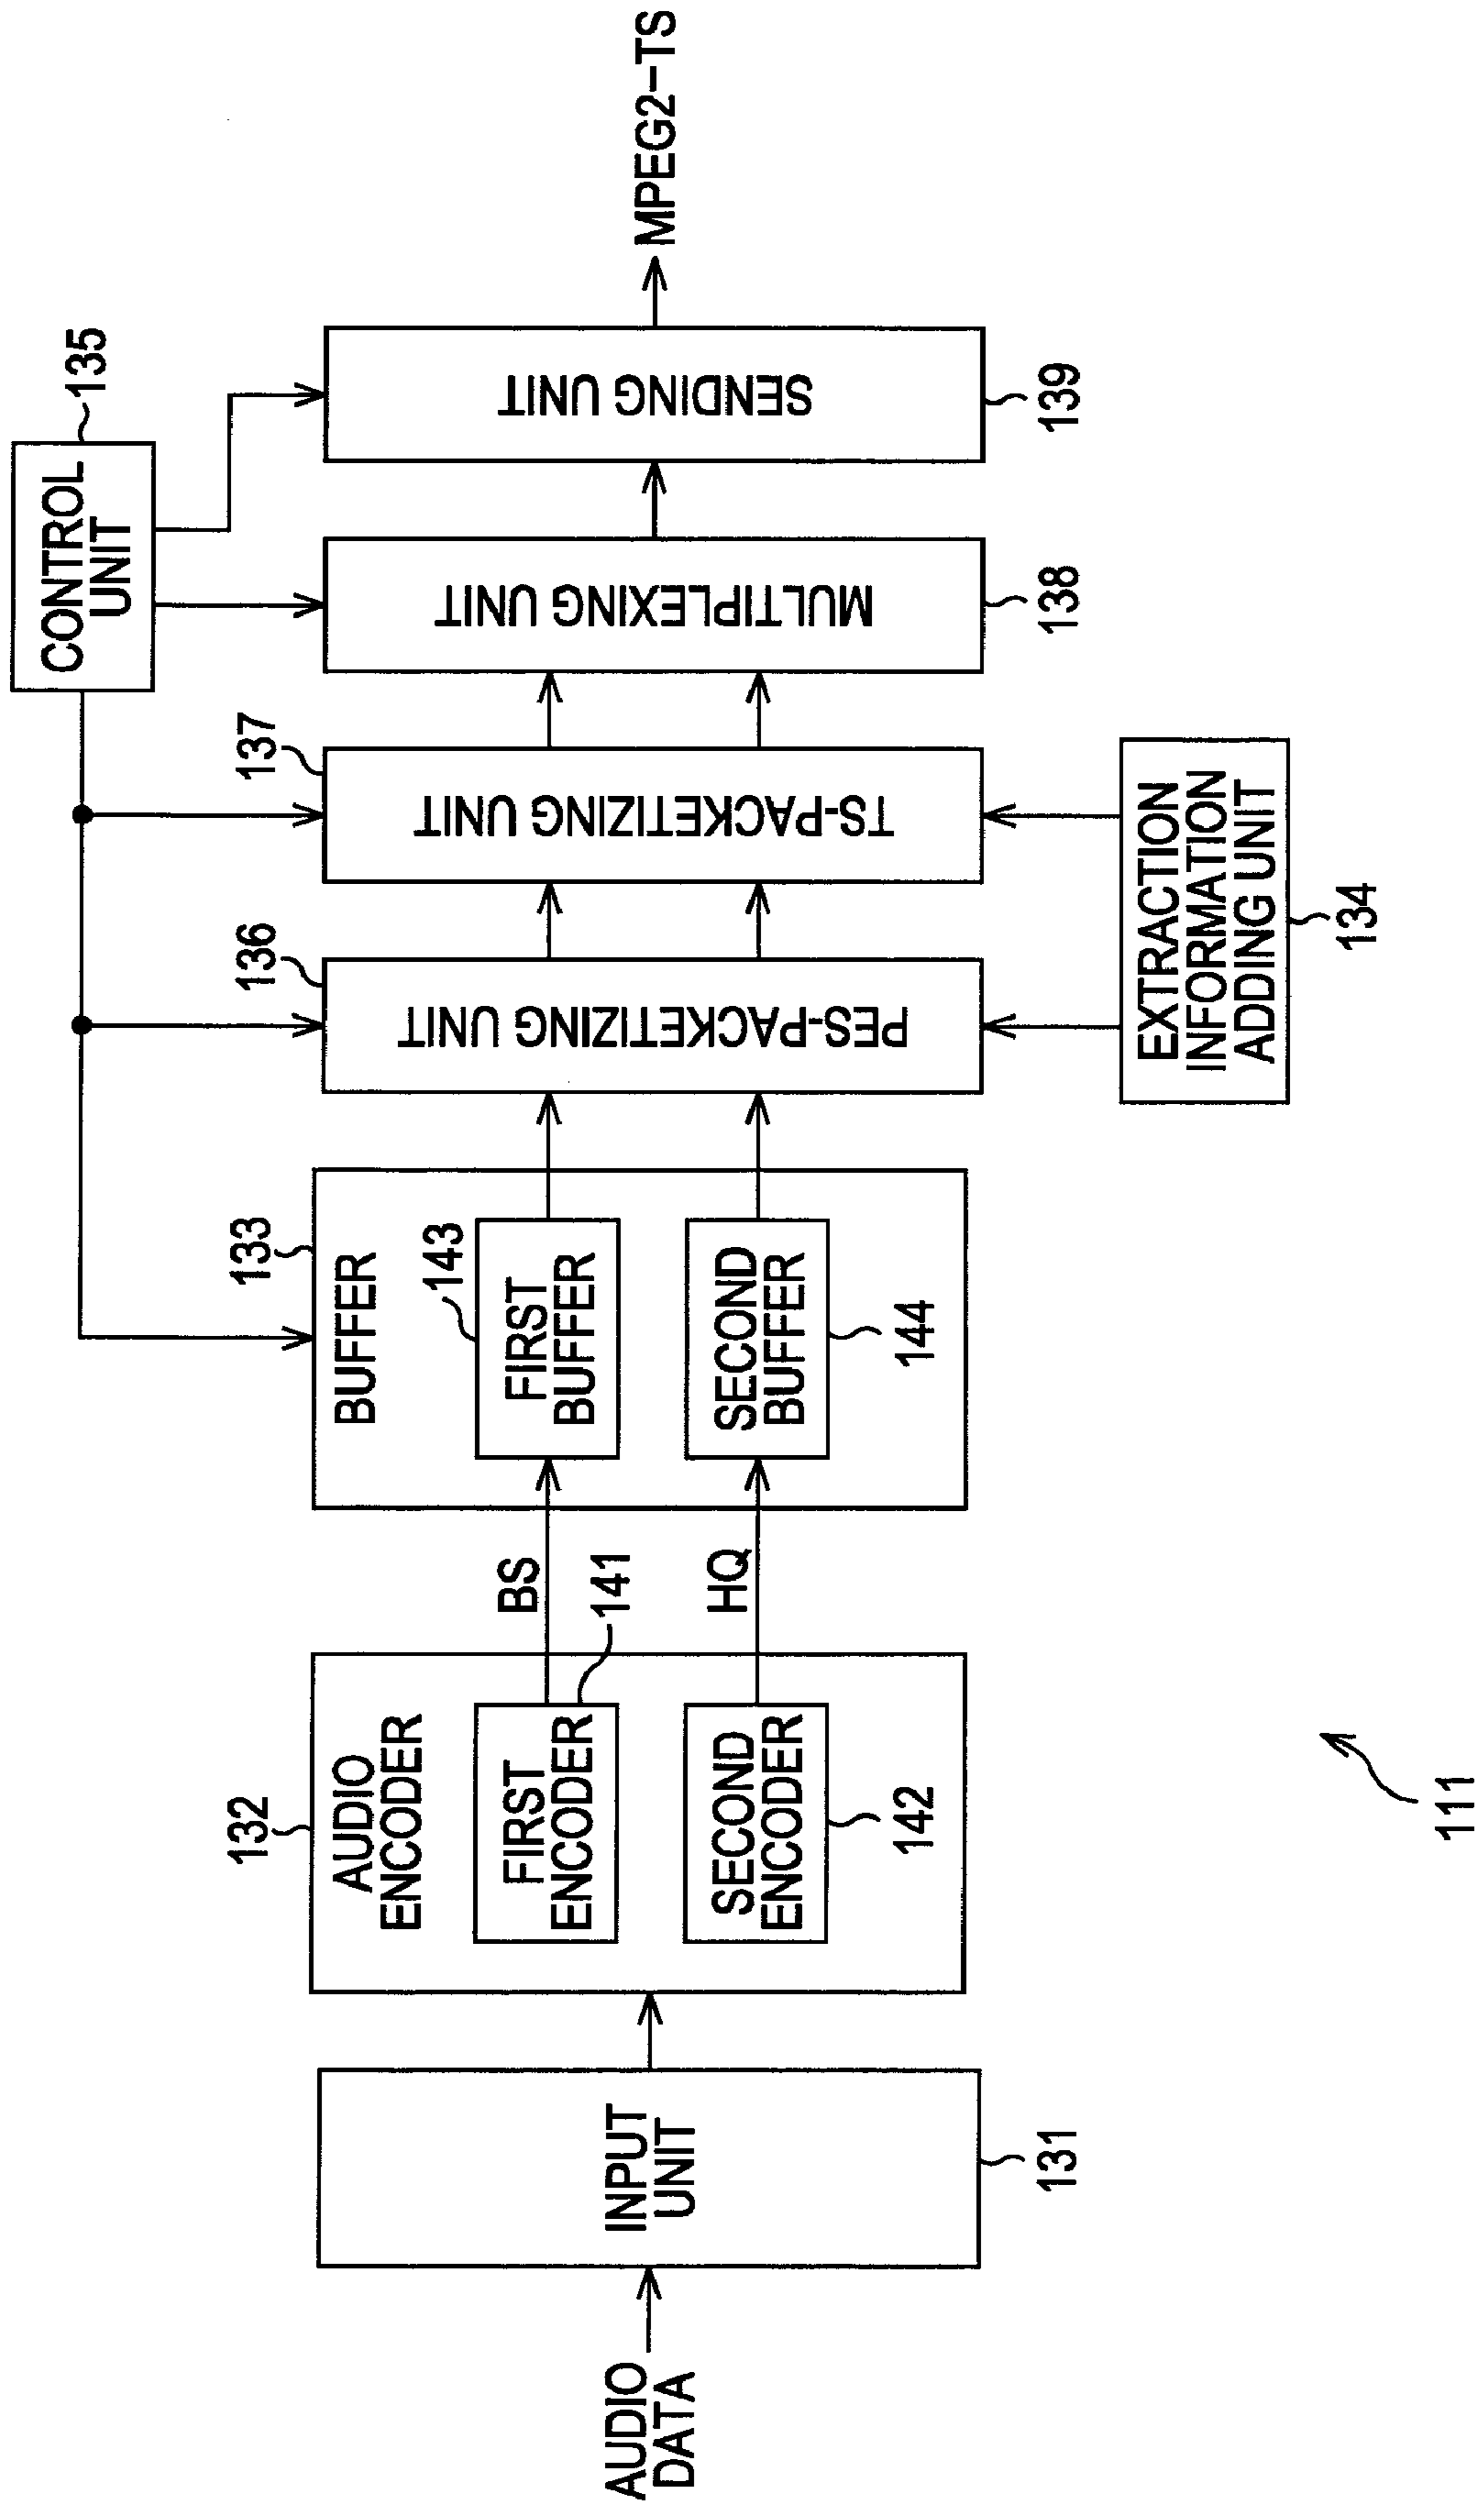 AUDIO
DATA
INPUT
UNIT
131
132
AUDIO
ENCODER
FIRST
ENCODER
141
SECOND
ENCODER
142
BS
HQ
133
BUFFER
143
FIRST
BUFFER
SECOND
BUFFER
144
136
PES-PACKETIZING UNIT
137
TS-PACKETIZING UNIT
EXTRACTION
INFORMATION
ADDING UNIT
134
CONTROL
UNIT
135
MULTIPLEXING UNIT
138
SENDING UNIT
139
MPEG2-TS
111